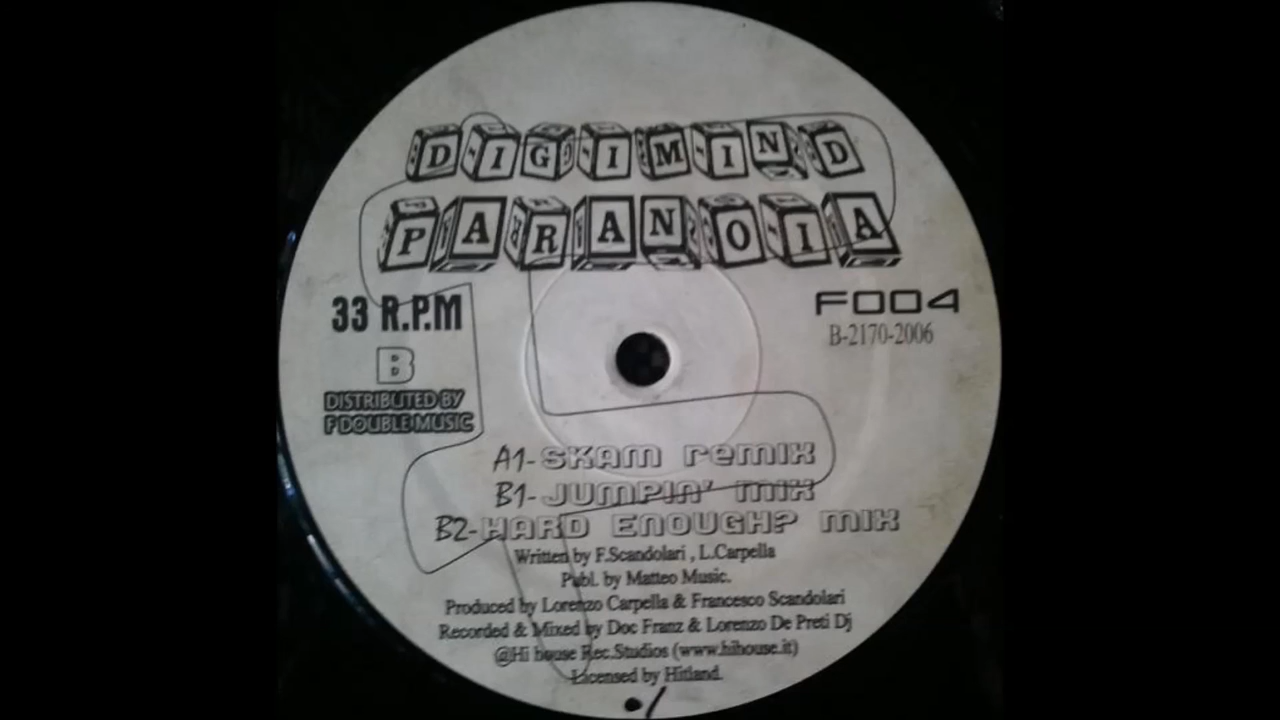 DIGIMIND
PARANOIA
33 R.P.M
F004
B-2170-2006
B
DISTRIBUTED BY
F DOUBLE MUSIC
A1-SKAM remix
B1-JUMPIN' mix
B2-HARD ENOUGH? mix
Written by F.Scandolari , L.Carpella
Publ. by Matteo Music.
Produced by Lorenzo Carpella & Francesco Scandolari
Recorded & Mixed by Doc Franz & Lorenzo De Preti Dj
@Hi house Rec.Studios (www.hihouse.it)
Licensed by Hitland.